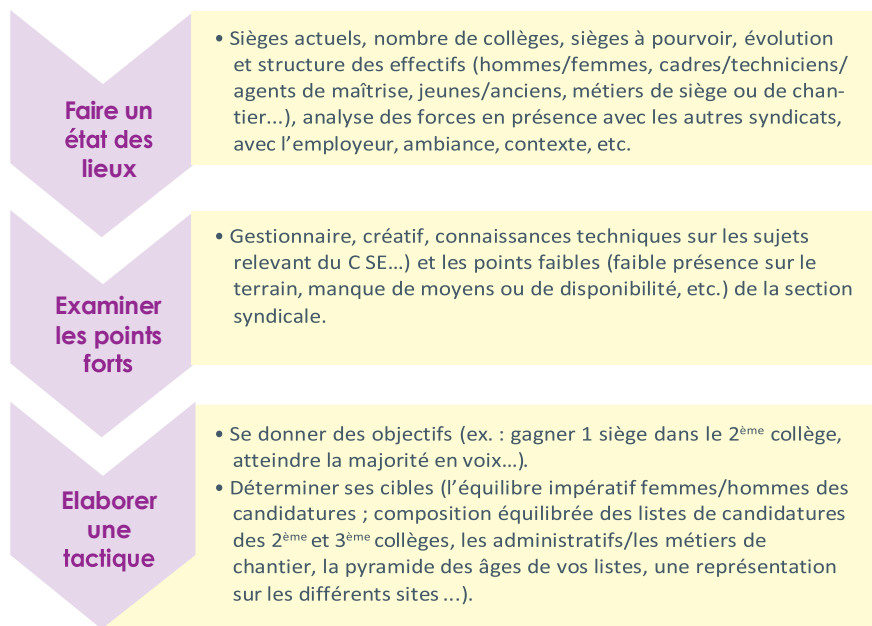 Faire un
état des
lieux
• Sièges actuels, nombre de collèges, sièges à pourvoir, évolution
et structure des effectifs (hommes/femmes, cadres/techniciens/
agents de maîtrise, jeunes/anciens, métiers de siège ou de chan-
tier...), analyse des forces en présence avec les autres syndicats,
avec l’employeur, ambiance, contexte, etc.
Examiner
les points
forts
• Gestionnaire, créatif, connaissances techniques sur les sujets
relevant du C SE…) et les points faibles (faible présence sur le
terrain, manque de moyens ou de disponibilité, etc.) de la section
syndicale.
Elaborer
une
tactique
• Se donner des objectifs (ex. : gagner 1 siège dans le 2ème collège,
atteindre la majorité en voix…).
• Déterminer ses cibles (l’équilibre impératif femmes/hommes des
candidatures ; composition équilibrée des listes de candidatures
des 2ème et 3ème collèges, les administratifs/les métiers de
chantier, la pyramide des âges de vos listes, une représentation
sur les différents sites ...).